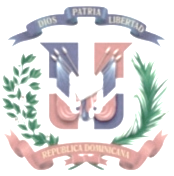 DIOS PATRIA LIBERTAD
REPUBLICA DOMINICANA